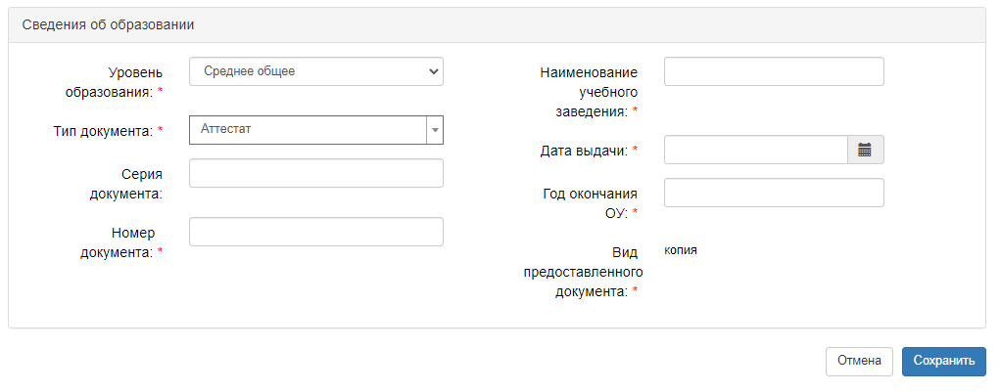 Сведения об образовании
Уровень
образования: *
Среднее общее
Тип документа: *
Аттестат
Серия
документа:
Номер
документа: *
Наименование
учебного
заведения: *
Дата выдачи: *
Год окончания
ОУ: *
Вид
предоставленного
документа: *
копия
Отмена
Сохранить